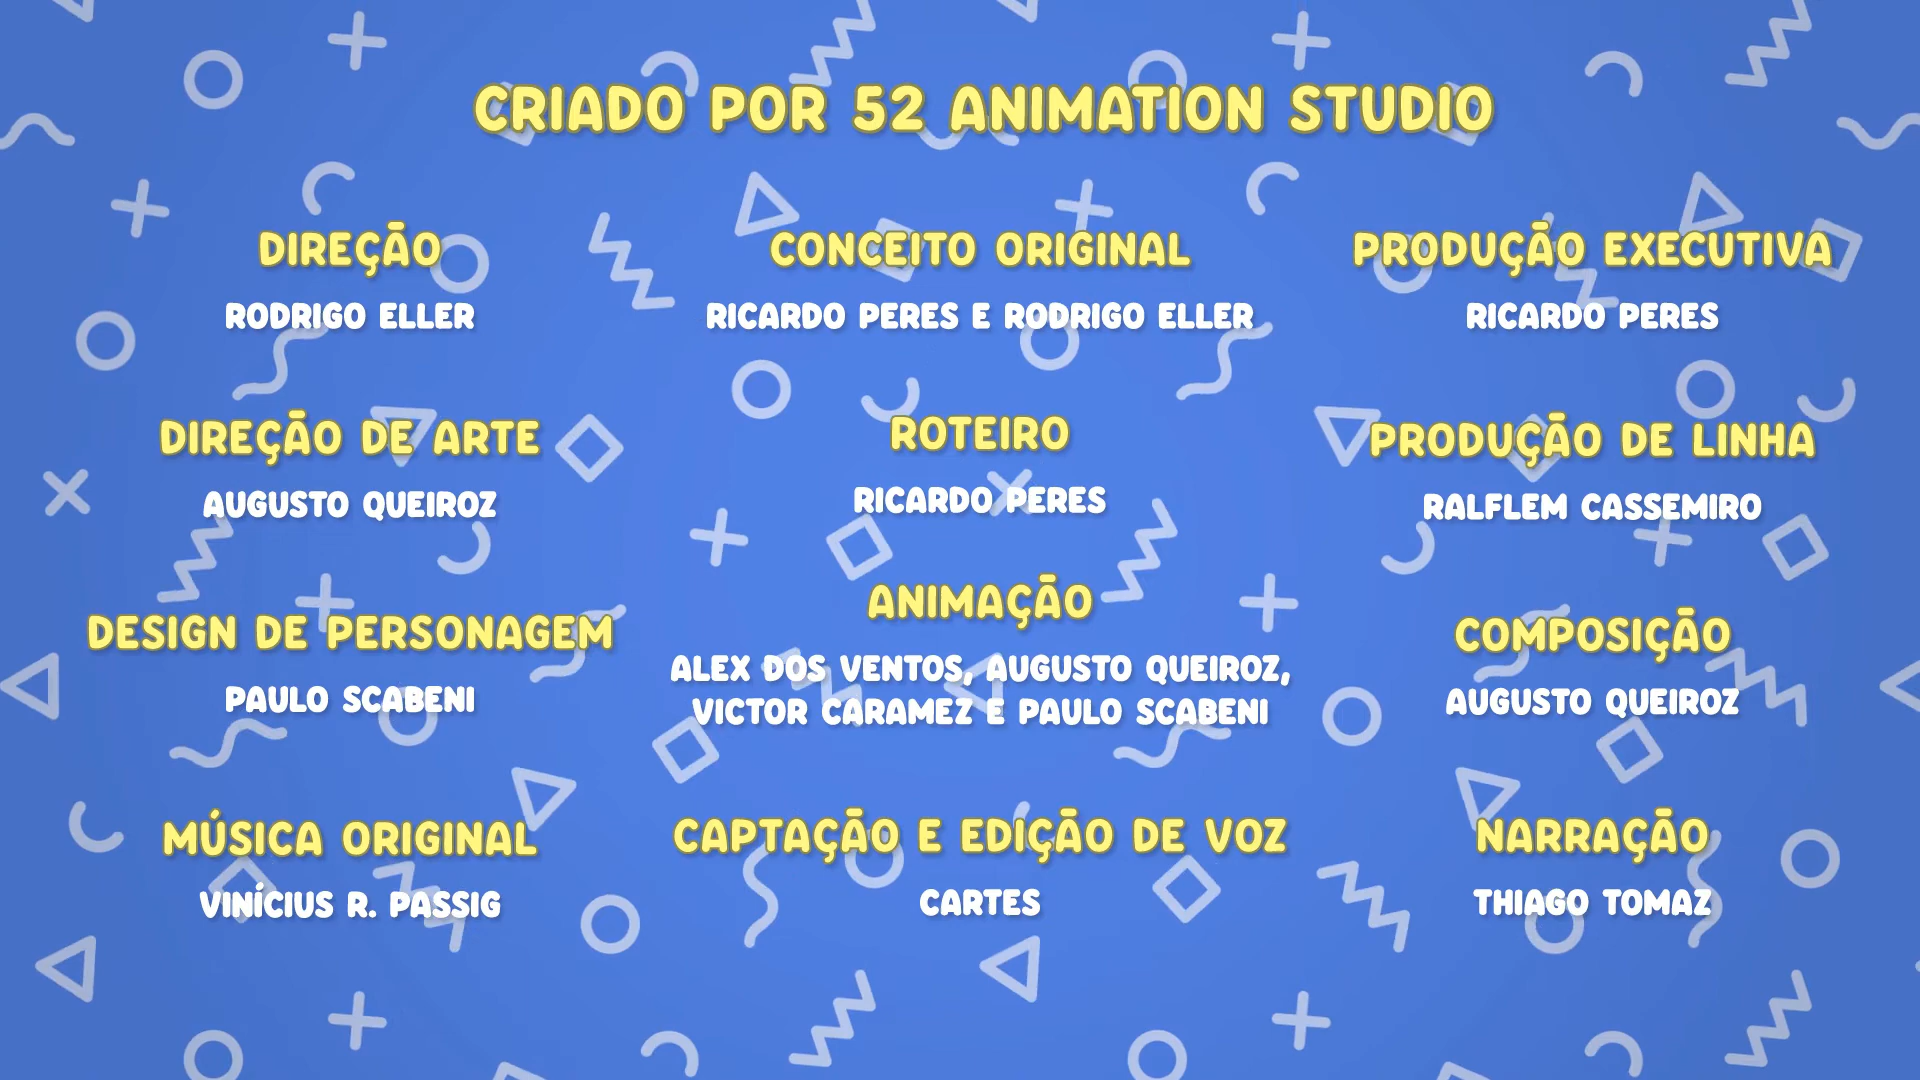 CRIADO POR 52 ANIMATION STUDIO
DIREÇÃO
RODRIGO ELLER
CONCEITO ORIGINAL
RICARDO PERES E RODRIGO ELLER
PRODUÇÃO EXECUTIVA
RICARDO PERES
DIREÇÃO DE ARTE
AUGUSTO QUEIROZ
ROTEIRO
RICARDO PERES
PRODUÇÃO DE LINHA
RALFLEM CASSEMIRO
DESIGN DE PERSONAGEM
PAULO SCABENI
ANIMAÇÃO
ALEX DOS VENTOS, AUGUSTO QUEIROZ,
VICTOR CARAMEZ E PAULO SCABENI
COMPOSIÇÃO
AUGUSTO QUEIROZ
MÚSICA ORIGINAL
VINÍCIUS R. PASSIG
CAPTAÇÃO E EDIÇÃO DE VOZ
CARTES
NARRAÇÃO
THIAGO TOMAZ